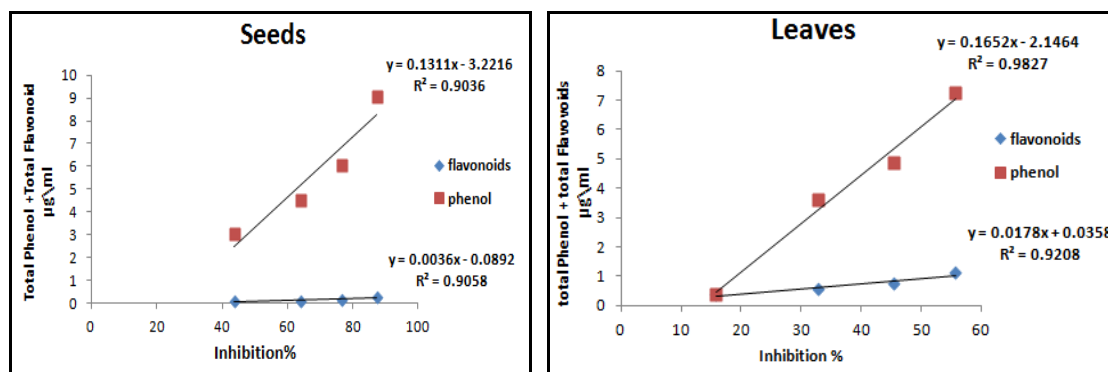 Seeds
y = 0.1311x - 3.2216
R² = 0.9036
10
9
8
7
6
5
4
3
2
1
0
Total Phenol +Total Flavonoid
µg\ml
flavonoids
phenol
y = 0.0036x - 0.0892
R² = 0.9058
0 20 40 60 80 100
Inhibition%
Leaves
y = 0.1652x - 2.1464
R² = 0.9827
8
7
6
5
4
3
2
1
0
total Phenol + total Flavovoids
µg\ml
flavonoids
phenol
y = 0.0178x + 0.0358
R² = 0.9208
0 10 20 30 40 50 60
Inhibition %